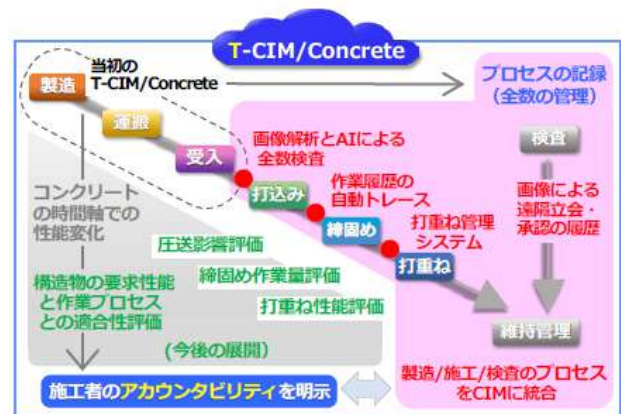 T-CIM/Concrete
当初の
T-CIM/Concrete
製造
運搬
受入
プロセスの記録
(全数の管理)
検査
画像解析とAIによる
全数検査
打込み
作業履歴の
自動トレース
締固め
打重ね管理
システム
打重ね
画像による
遠隔立会・
承認の履歴
維持管理
コンクリート
の時間軸での
性能変化
圧送影響評価
締固め作業量評価
打重ね性能評価
構造物の要求性能
と作業プロセス
との適合性評価
(今後の展開)
施工者のアカウンタビリティを明示
製造/施工/検査のプロセス
をCIMに統合